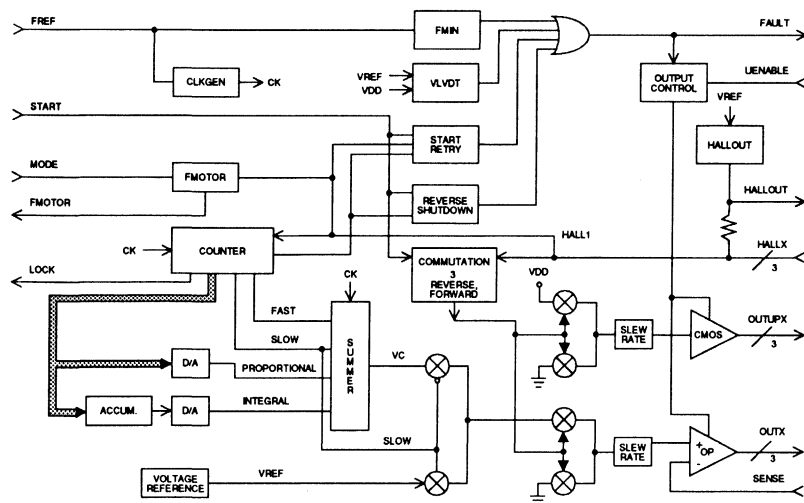 FREF
FMIN
FAULT
CLKGEN
CK
VREF
VDD
VLVDT
OUTPUT
CONTROL
UENABLE
START
START
RETRY
VREF
HALLOUT
MODE
FMOTOR
FMOTOR
REVERSE
SHUTDOWN
HALLOUT
HALL1
CK
COUNTER
HALLX
3
LOCK
COMMUTATION
3
REVERSE,
FORWARD
CK
VDD
FAST
SLOW
SUMMER
SLEW
RATE
CMOS
OUTUPX
3
D/A
PROPORTIONAL
VC
ACCUM.
D/A
INTEGRAL
SLOW
SLEW
RATE
+
OP
-
OUTX
3
VOLTAGE
REFERENCE
VREF
SENSE